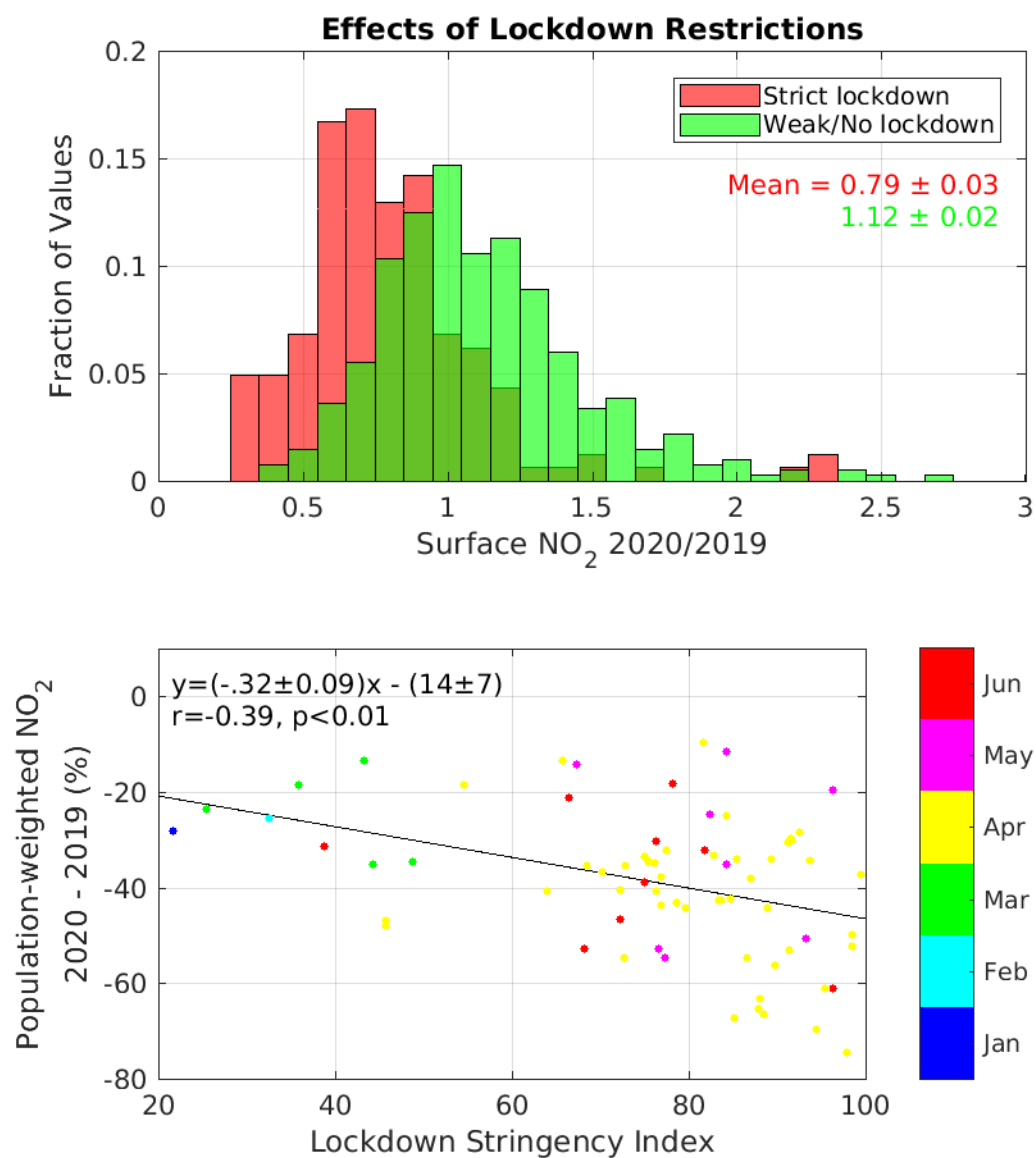 Effects of Lockdown Restrictions
0.2
0.15
0.1
0.05
0
Fraction of Values
Strict lockdown
Weak/No lockdown
Mean = 0.79 ± 0.03
1.12 ± 0.02
0 0.5 1 1.5 2 2.5 3
Surface NO2 2020/2019
y=(-.32±0.09)x - (14±7)
r=-0.39, p<0.01
0
-20
-40
-60
-80
Population-weighted NO2
2020 - 2019 (%)
20 40 60 80 100
Lockdown Stringency Index
Jun
May
Apr
Mar
Feb
Jan